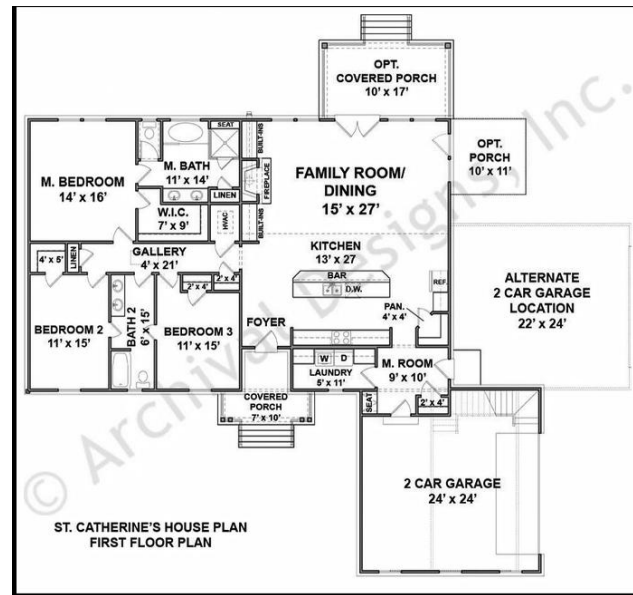 OPT.
COVERED PORCH
10' x 17'
SEAT
BUILT-INS
M. BATH
11' x 14'
OPT.
PORCH
10' x 11'
M. BEDROOM
14' x 16'
FIREPLACE
FAMILY ROOM/
DINING
15' x 27'
LINEN
W.I.C.
7' x 9'
HVAC
BUILT-INS
GALLERY
4' x 21'
KITCHEN
13' x 27
4' x 5'
LINEN
2' x 4'
2' x 4'
BAR
D.W.
REF.
ALTERNATE
2 CAR GARAGE
LOCATION
22' x 24'
PAN.
4' x 4'
BEDROOM 2
11' x 15'
BATH 2
6' x 15'
BEDROOM 3
11' x 15'
FOYER
W D
LAUNDRY
5' x 11'
M. ROOM
9' x 10'
SEAT
2' x 4'
COVERED
PORCH
7' x 10'
2 CAR GARAGE
24' x 24'
ST. CATHERINE'S HOUSE PLAN
FIRST FLOOR PLAN
© Archival Designs, Inc.